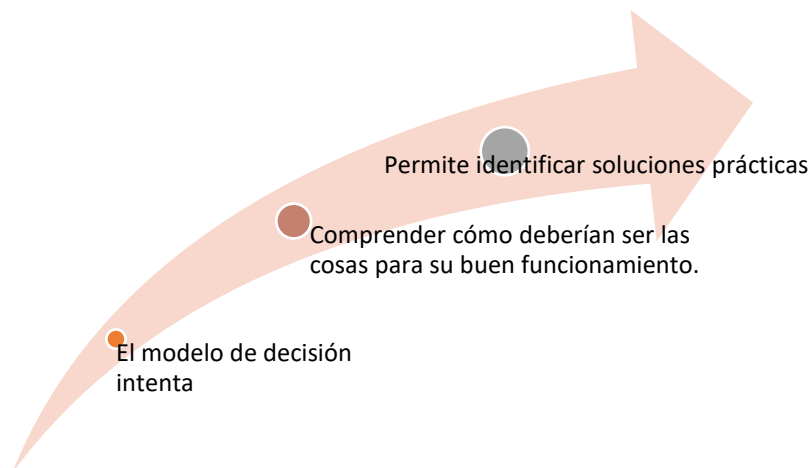 Permite identificar soluciones prácticas
Comprender cómo deberían ser las
cosas para su buen funcionamiento.
El modelo de decisión
intenta